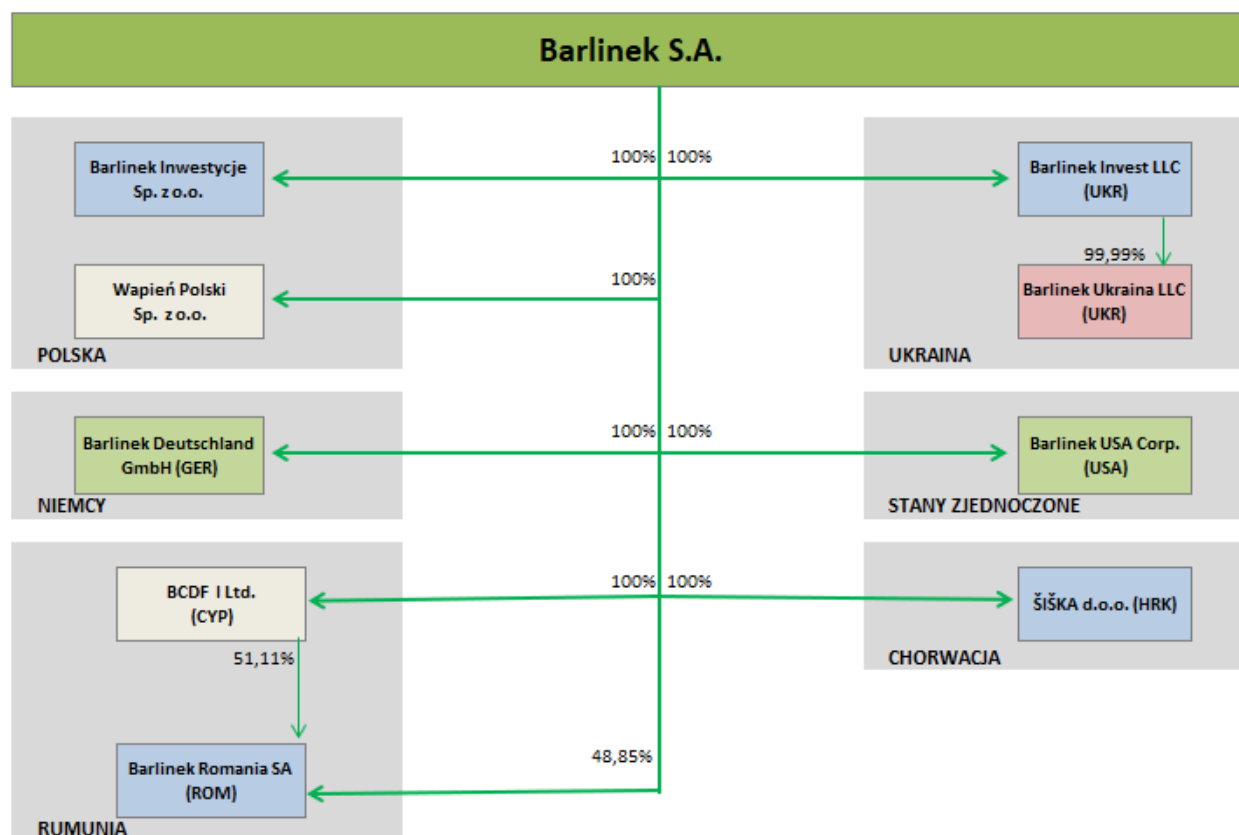 Barlinek S.A.
Barlinek Inwestycje
Sp. z o.o.
100%
100%
Barlinek Invest LLC
(UKR)
99,99%
Wapień Polski
Sp. z o.o.
100%
Barlinek Ukraina LLC
(UKR)
POLSKA
UKRAINA
Barlinek Deutschland
GmbH (GER)
100%
100%
Barlinek USA Corp.
(USA)
NIEMCY
STANY ZJEDNOCZONE
BCDF I Ltd.
(CYP)
100%
100%
ŠIŠKA d.o.o. (HRK)
51,11%
CHORWACJA
Barlinek Romania SA
(ROM)
48,85%
RUMUNIA